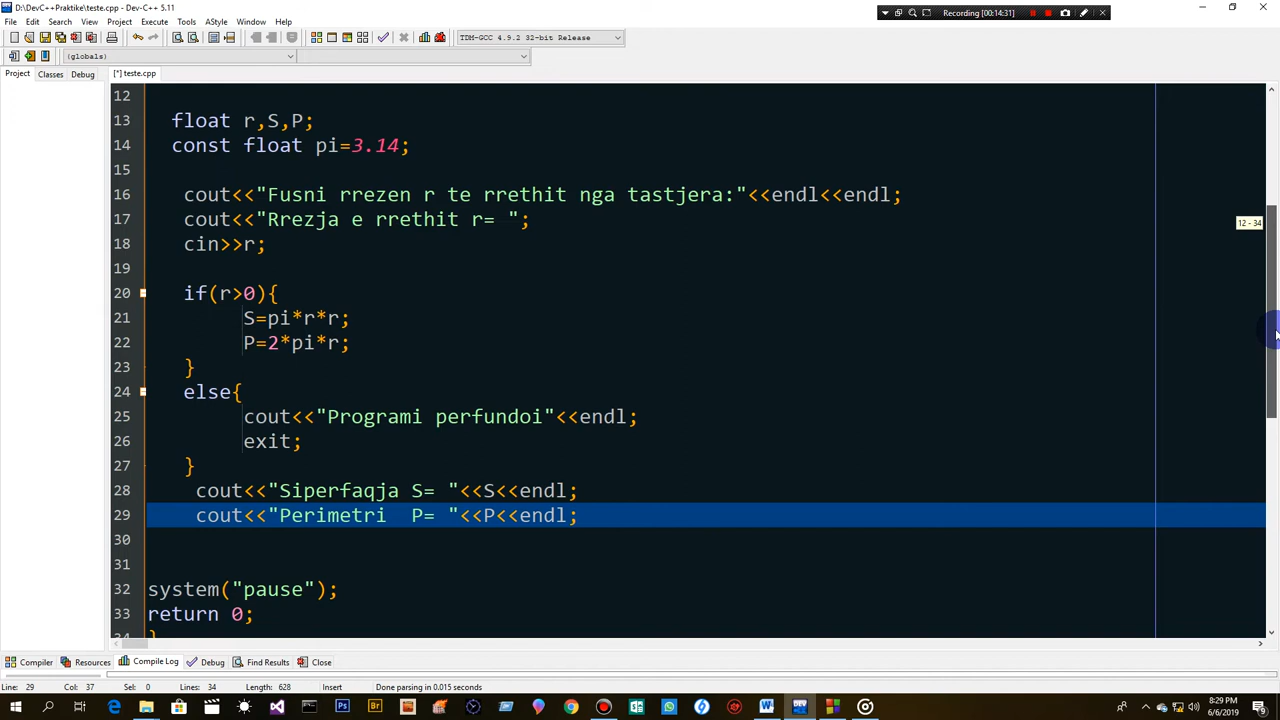 D:\DevC++Praktike\teste.cpp - Dev-C++ 5.11
Recording (00:14:31)
File Edit Search View Project Execute Tools AStyle Window Help
TDM-GCC 4.9.2 32-bit Release
(globals)
Project Classes Debug [*] teste.cpp
12
13 float r,S,P;
14 const float pi=3.14;
15
16 cout<<"Fusni rrezen r te rrethit nga tastjera:"<<endl<<endl;
17 cout<<"Rrezja e rrethit r= ";
12 - 34
18 cin>>r;
19
20 if(r>0){
21 S=pi*r*r;
22 P=2*pi*r;
23 }
24 else{
25 cout<<"Programi perfundoi"<<endl;
26 exit;
27 }
28 cout<<"Siperfaqja S= "<<S<<endl;
29 cout<<"Perimetri  P= "<<P<<endl;
30
31
32 system("pause");
33 return 0;
34 }
Compiler Resources Compile Log Debug Find Results Close
Line: 29 Col: 37 Sel: 0 Lines: 34 Length: 628 Insert Done parsing in 0.015 seconds
8:29 PM
6/6/2019